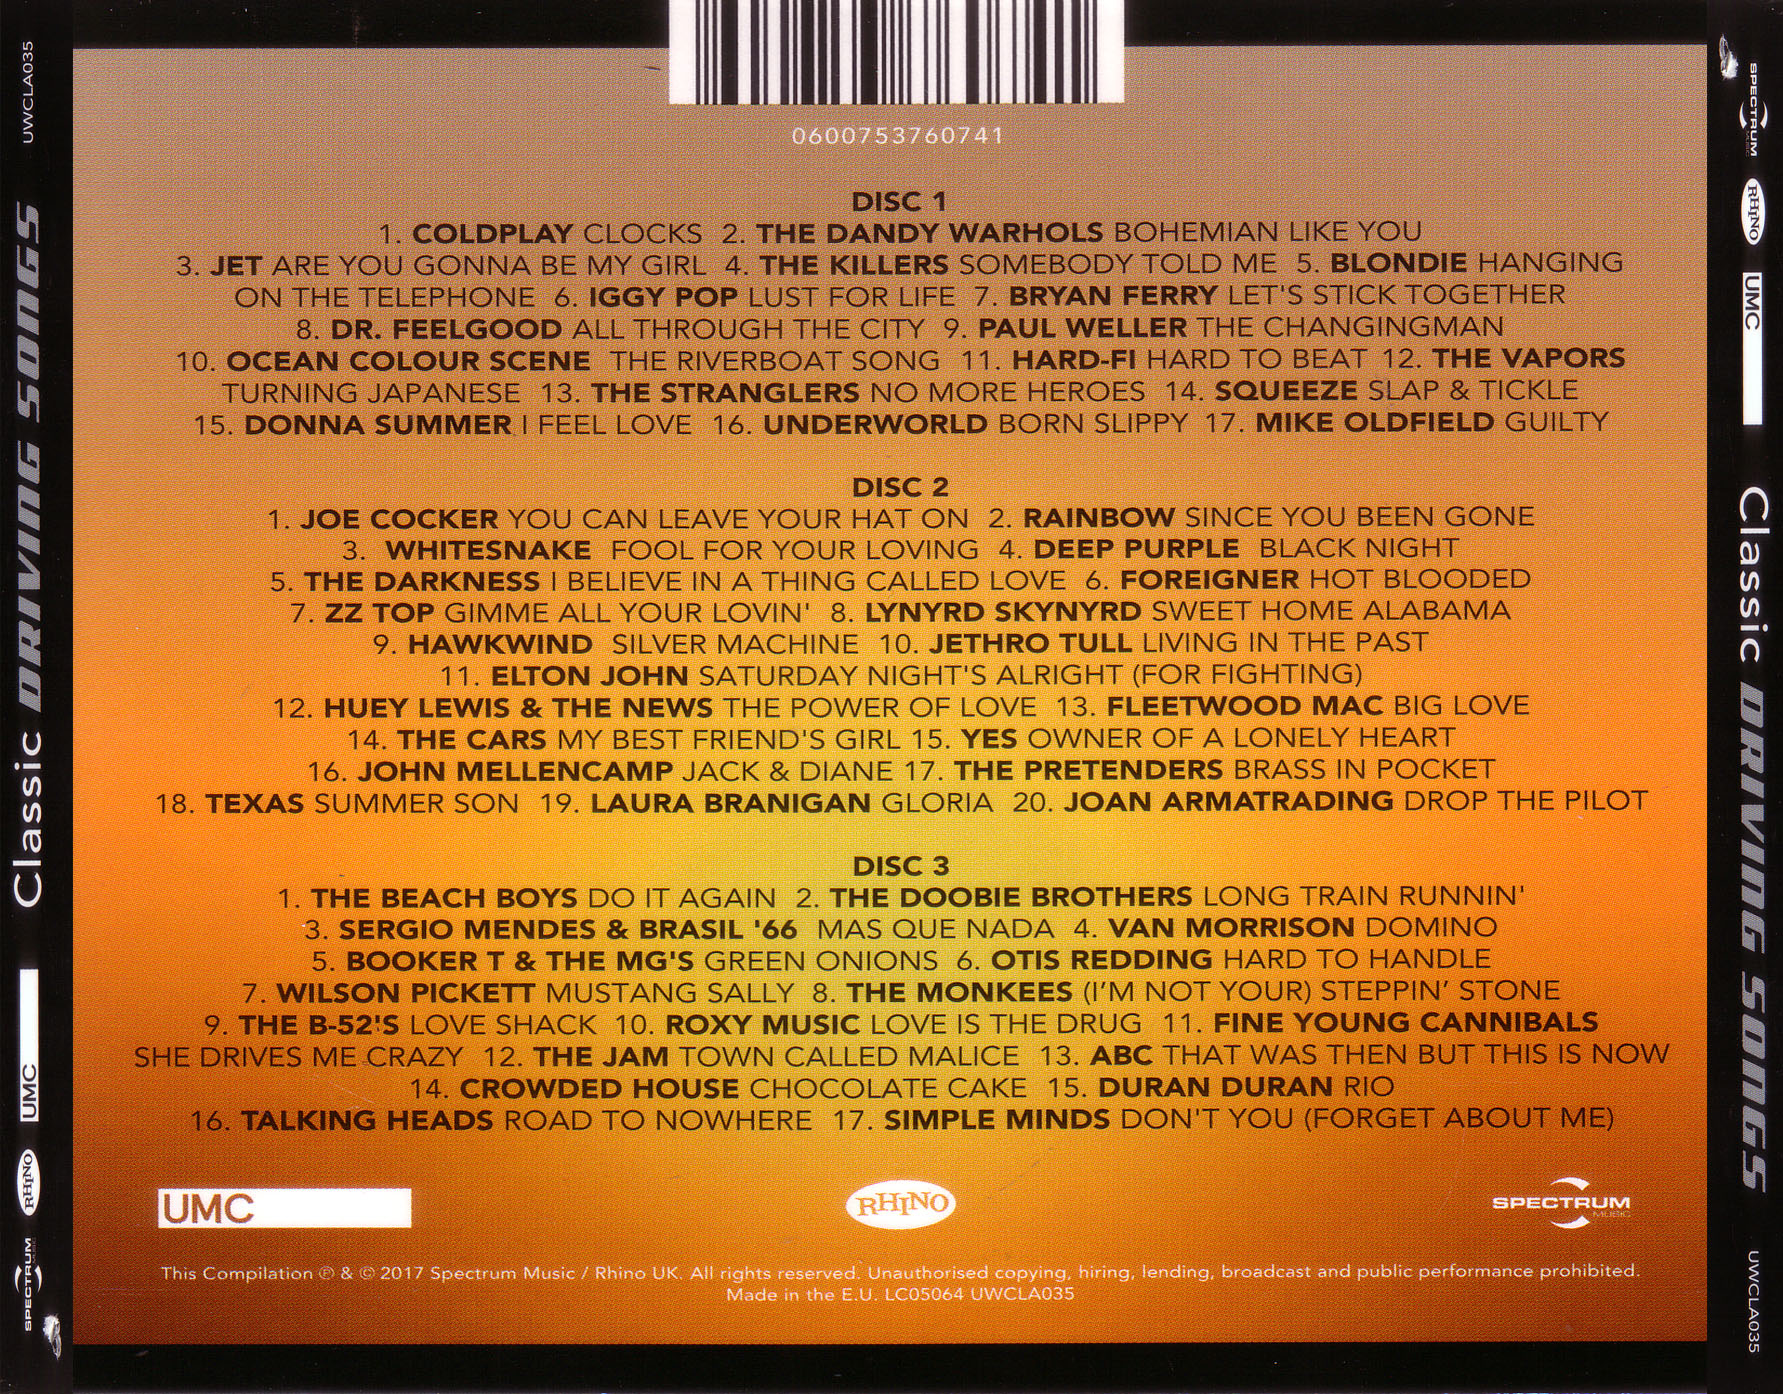 0600753760741
DISC 1
1. COLDPLAY CLOCKS 2. THE DANDY WARHOLS BOHEMIAN LIKE YOU
3. JET ARE YOU GONNA BE MY GIRL 4. THE KILLERS SOMEBODY TOLD ME 5. BLONDIE HANGING
ON THE TELEPHONE 6. IGGY POP LUST FOR LIFE 7. BRYAN FERRY LET'S STICK TOGETHER
8. DR. FEELGOOD ALL THROUGH THE CITY 9. PAUL WELLER THE CHANGINGMAN
10. OCEAN COLOUR SCENE THE RIVERBOAT SONG 11. HARD-FI HARD TO BEAT 12. THE VAPORS
TURNING JAPANESE 13. THE STRANGLERS NO MORE HEROES 14. SQUEEZE SLAP & TICKLE
15. DONNA SUMMER I FEEL LOVE 16. UNDERWORLD BORN SLIPPY 17. MIKE OLDFIELD GUILTY
DISC 2
1. JOE COCKER YOU CAN LEAVE YOUR HAT ON 2. RAINBOW SINCE YOU BEEN GONE
3. WHITESNAKE FOOL FOR YOUR LOVING 4. DEEP PURPLE BLACK NIGHT
5. THE DARKNESS I BELIEVE IN A THING CALLED LOVE 6. FOREIGNER HOT BLOODED
7. ZZ TOP GIMME ALL YOUR LOVIN' 8. LYNYRD SKYNYRD SWEET HOME ALABAMA
9. HAWKWIND SILVER MACHINE 10. JETHRO TULL LIVING IN THE PAST
11. ELTON JOHN SATURDAY NIGHT'S ALRIGHT (FOR FIGHTING)
12. HUEY LEWIS & THE NEWS THE POWER OF LOVE 13. FLEETWOOD MAC BIG LOVE
14. THE CARS MY BEST FRIEND'S GIRL 15. YES OWNER OF A LONELY HEART
16. JOHN MELLENCAMP JACK & DIANE 17. THE PRETENDERS BRASS IN POCKET
18. TEXAS SUMMER SON 19. LAURA BRANIGAN GLORIA 20. JOAN ARMATRADING DROP THE PILOT
DISC 3
1. THE BEACH BOYS DO IT AGAIN 2. THE DOOBIE BROTHERS LONG TRAIN RUNNIN'
3. SERGIO MENDES & BRASIL '66 MAS QUE NADA 4. VAN MORRISON DOMINO
5. BOOKER T & THE MG'S GREEN ONIONS 6. OTIS REDDING HARD TO HANDLE
7. WILSON PICKETT MUSTANG SALLY 8. THE MONKEES (I'M NOT YOUR) STEPPIN' STONE
9. THE B-52'S LOVE SHACK 10. ROXY MUSIC LOVE IS THE DRUG 11. FINE YOUNG CANNIBALS
SHE DRIVES ME CRAZY 12. THE JAM TOWN CALLED MALICE 13. ABC THAT WAS THEN BUT THIS IS NOW
14. CROWDED HOUSE CHOCOLATE CAKE 15. DURAN DURAN RIO
16. TALKING HEADS ROAD TO NOWHERE 17. SIMPLE MINDS DON'T YOU (FORGET ABOUT ME)
UMC
RHINO
SPECTRUM
MUSIC
This Compilation ℗ & © 2017 Spectrum Music / Rhino UK. All rights reserved. Unauthorised copying, hiring, lending, broadcast and public performance prohibited.
Made in the E.U. LC05064 UWCLA035
SPECTRUM
MUSIC
RHINO
UMC
Classic DRIVING SONGS
UWCLA035
SPECTRUM
MUSIC
RHINO
UMC
Classic DRIVING SONGS
UWCLA035